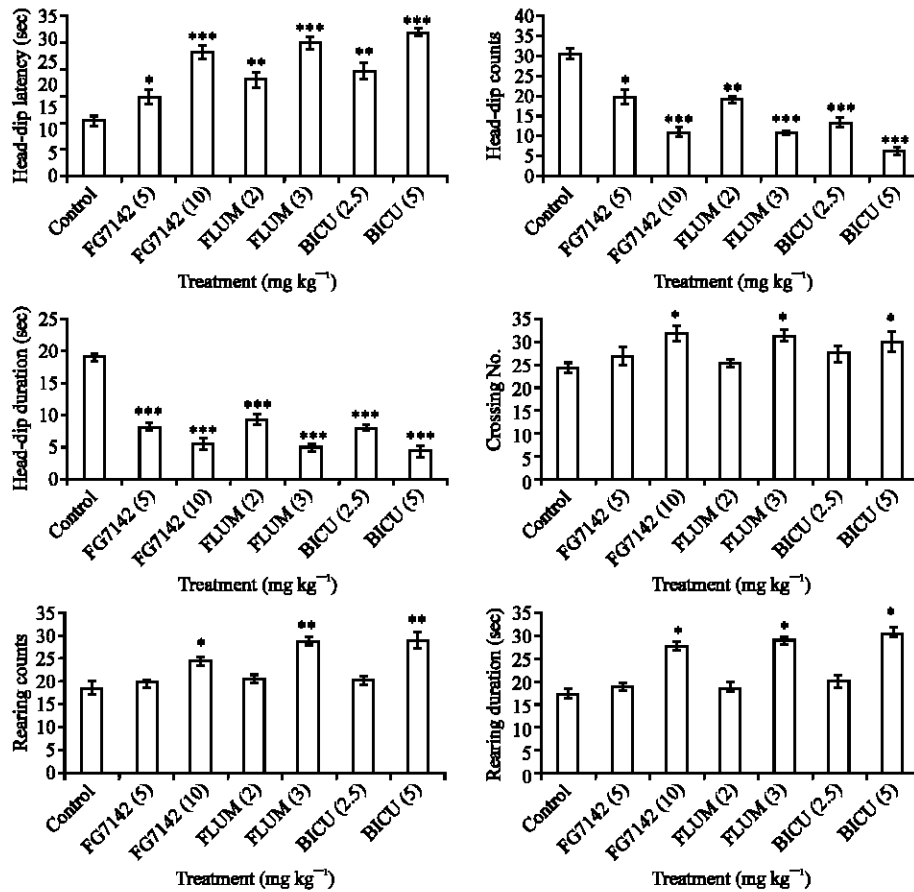 Head-dip latency (sec)
35
30
25
20
15
10
5
0
*
***
**
***
**
***
Control
FG7142 (5)
FG7142 (10)
FLUM (2)
FLUM (3)
BICU (2.5)
BICU (5)
Treatment (mg kg⁻¹)
Head-dip counts
40
35
30
25
20
15
10
5
0
*
***
**
***
***
***
Control
FG7142 (5)
FG7142 (10)
FLUM (2)
FLUM (3)
BICU (2.5)
BICU (5)
Treatment (mg kg⁻¹)
Head-dip duration (sec)
25
20
15
10
5
0
***
***
***
***
***
***
Control
FG7142 (5)
FG7142 (10)
FLUM (2)
FLUM (3)
BICU (2.5)
BICU (5)
Treatment (mg kg⁻¹)
Crossing No.
35
30
25
20
15
10
5
0
*
*
*
Control
FG7142 (5)
FG7142 (10)
FLUM (2)
FLUM (3)
BICU (2.5)
BICU (5)
Treatment (mg kg⁻¹)
Rearing counts
35
30
25
20
15
10
5
0
*
**
**
Control
FG7142 (5)
FG7142 (10)
FLUM (2)
FLUM (3)
BICU (2.5)
BICU (5)
Treatment (mg kg⁻¹)
Rearing duration (sec)
35
30
25
20
15
10
5
0
*
*
*
Control
FG7142 (5)
FG7142 (10)
FLUM (2)
FLUM (3)
BICU (2.5)
BICU (5)
Treatment (mg kg⁻¹)